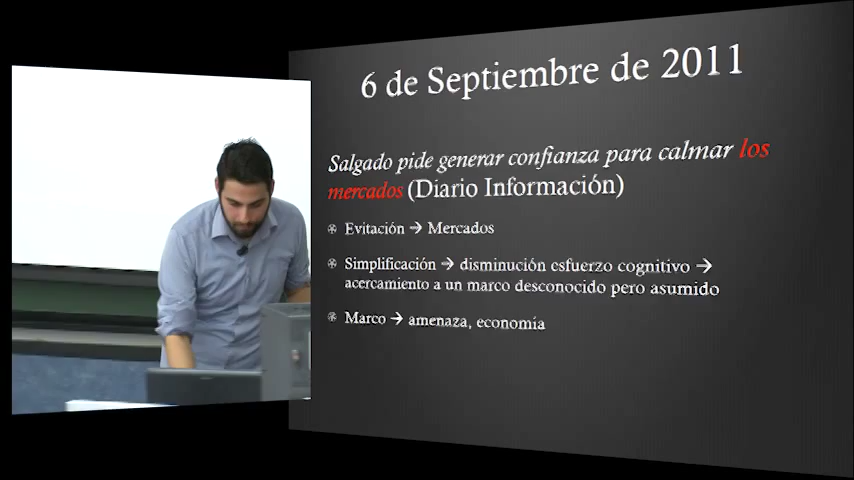 6 de Septiembre de 2011
Salgado pide generar confianza para calmar los
mercados (Diario Información)
Evitación → Mercados
Simplificación → disminución esfuerzo cognitivo →
acercamiento a un marco desconocido pero asumido
Marco → amenaza, economía